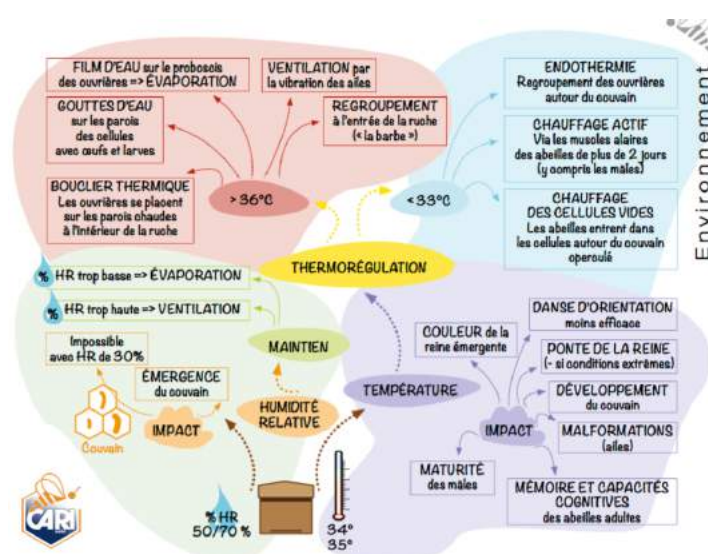 FILM D'EAU sur le proboscis
des ouvrières => ÉVAPORATION
VENTILATION par
la vibration des ailes
GOUTTES D'EAU
sur les parois
des cellules
avec œufs et larves
REGROUPEMENT
à l'entrée de la ruche
(« la barbe »)
BOUCLIER THERMIQUE
Les ouvrières se placent
sur les parois chaudes
à l'intérieur de la ruche
> 36°C
< 33°C
ENDOTHERMIE
Regroupement des ouvrières
autour du couvain
CHAUFFAGE ACTIF
Via les muscles alaires
des abeilles de plus de 2 jours
(y compris les mâles)
CHAUFFAGE
DES CELLULES VIDES
Les abeilles entrent dans
les cellules autour du couvain
operculé
Environnement
THERMORÉGULATION
% HR trop basse => ÉVAPORATION
% HR trop haute => VENTILATION
MAINTIEN
Impossible
avec HR de 30%
ÉMERGENCE
du couvain
Couvain
IMPACT
HUMIDITÉ
RELATIVE
TEMPÉRATURE
COULEUR de la
reine émergente
DANSE D'ORIENTATION
moins efficace
PONTE DE LA REINE
(- si conditions extrêmes)
DÉVELOPPEMENT
du couvain
IMPACT
MALFORMATIONS
(ailes)
MATURITÉ
des mâles
MÉMOIRE ET CAPACITÉS
COGNITIVES
des abeilles adultes
% HR
50/70 %
34°
35°
CARI